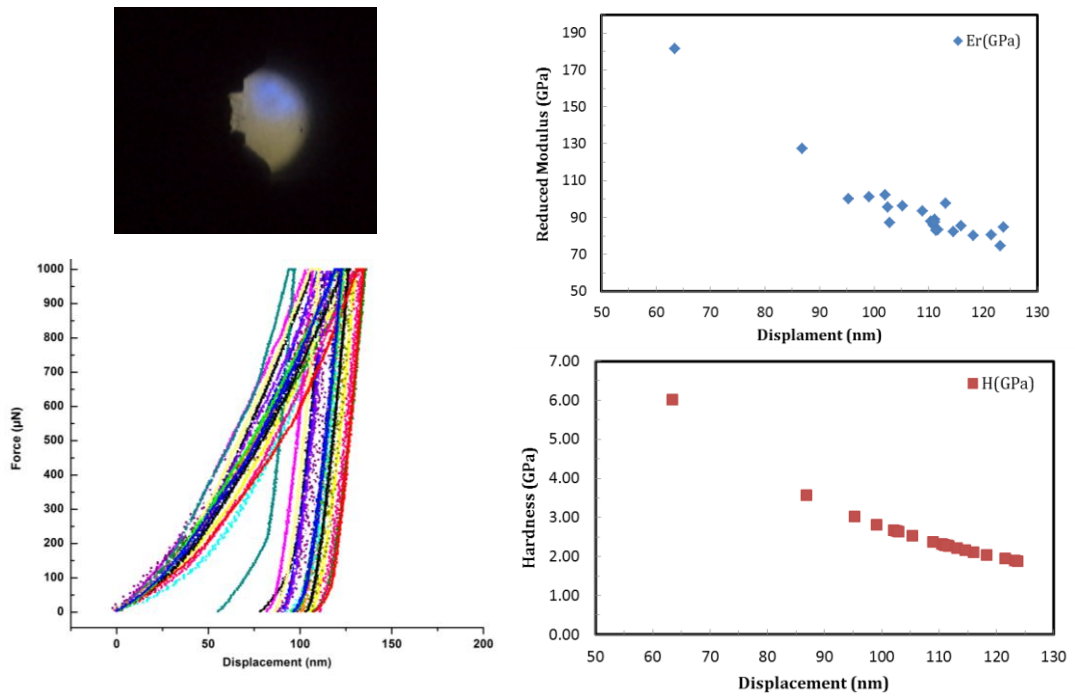 190
170
150
130
110
90
70
50
Reduced Modulus (GPa)
Er(GPa)
50 60 70 80 90 100 110 120 130
Displament (nm)
1000
900
800
700
600
500
400
300
200
100
0
Force (µN)
0 50 100 150 200
Displacement (nm)
7.00
6.00
5.00
4.00
3.00
2.00
1.00
0.00
Hardness (GPa)
H(GPa)
50 60 70 80 90 100 110 120 130
Displacement (nm)